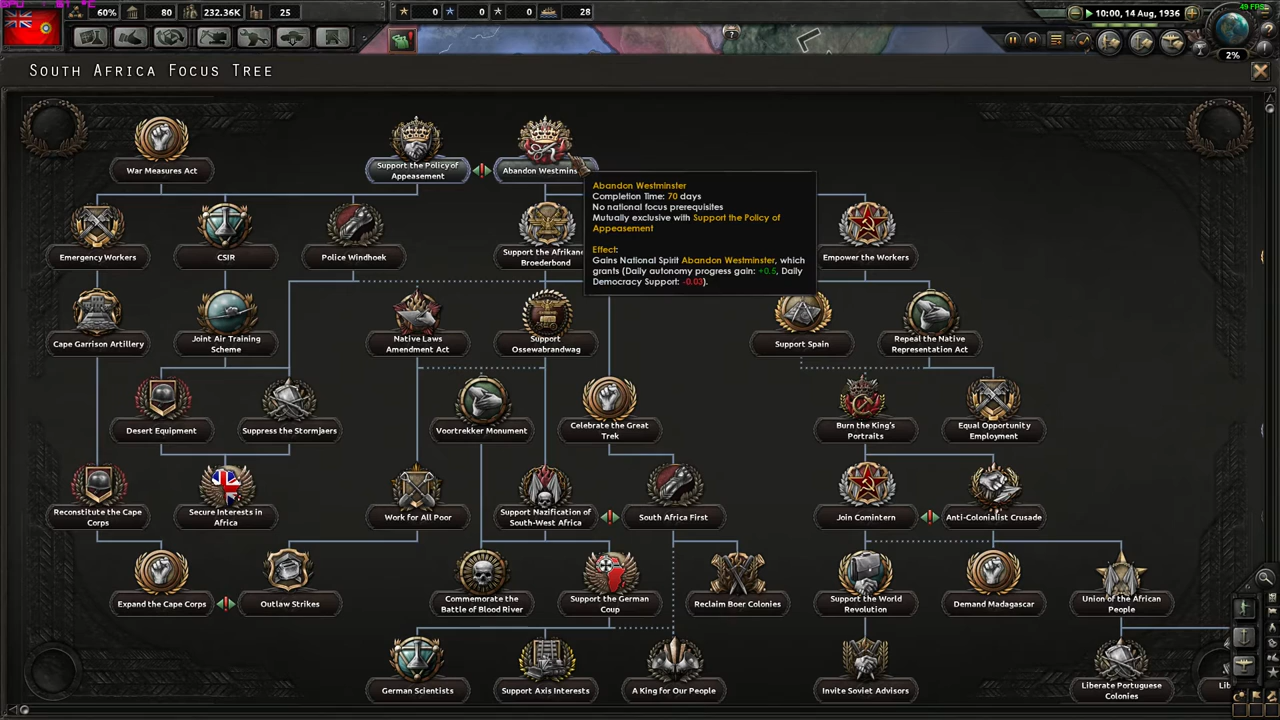 60%
80
232.36K
25
0
0
0
28
10:00, 14 Aug, 1936
49 FPS
2%
South Africa Focus Tree
War Measures Act
Support the Policy of
Appeasement
Abandon Westmins
Abandon Westminster
Completion Time: 70 days
No national focus prerequisites
Mutually exclusive with Support the Policy of
Appeasement
Effect:
Gains National Spirit Abandon Westminster, which
grants (Daily autonomy progress gain: +0.5, Daily
Democracy Support: -0.03).
Emergency Workers
CSIR
Police Windhoek
Support the Afrikane
Broederbond
Empower the Workers
Cape Garrison Artillery
Joint Air Training
Scheme
Native Laws
Amendment Act
Support
Ossewabrandwag
Support Spain
Repeal the Native
Representation Act
Desert Equipment
Suppress the Stormjaers
Voortrekker Monument
Celebrate the Great
Trek
Burn the King's
Portraits
Equal Opportunity
Employment
Reconstitute the Cape
Corps
Secure Interests in
Africa
Work for All Poor
Support Nazification of
South-West Africa
South Africa First
Join Comintern
Anti-Colonialist Crusade
Expand the Cape Corps
Outlaw Strikes
Commemorate the
Battle of Blood River
Support the German
Coup
Reclaim Boer Colonies
Support the World
Revolution
Demand Madagascar
Union of the African
People
German Scientists
Support Axis Interests
A King for Our People
Invite Soviet Advisors
Liberate Portuguese
Colonies
Lib